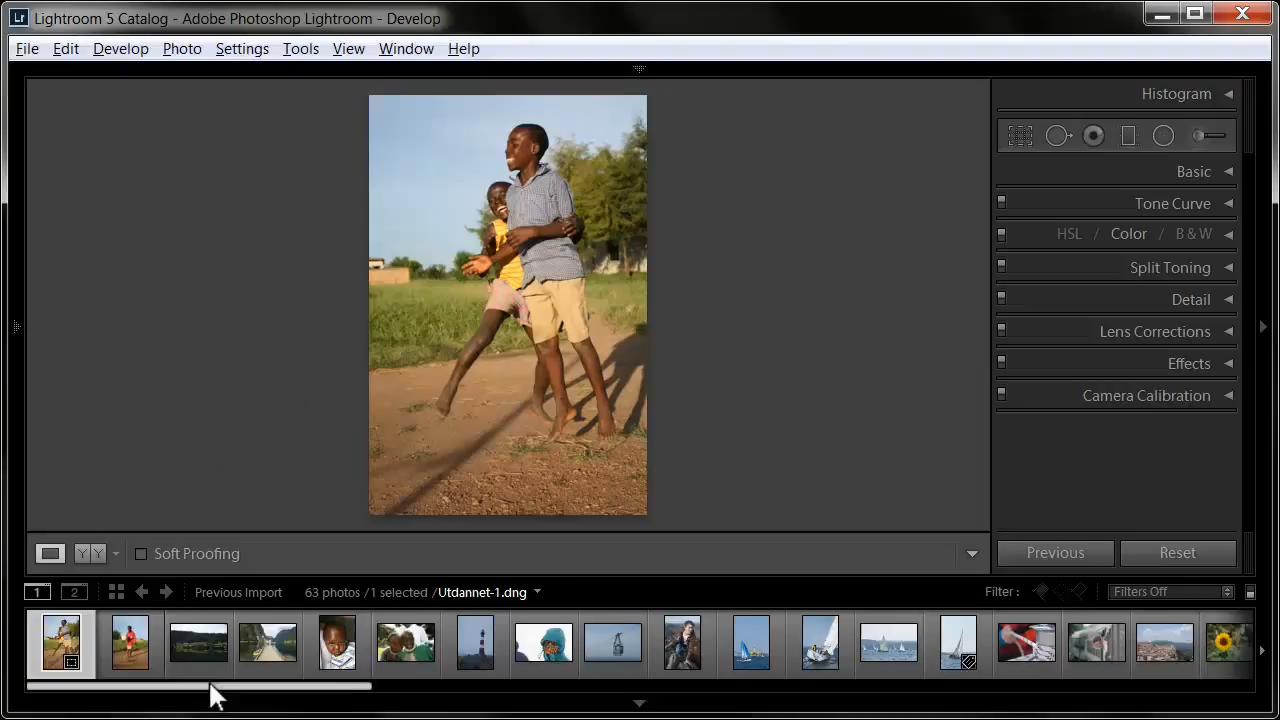 Lr Lightroom 5 Catalog - Adobe Photoshop Lightroom - Develop
File Edit Develop Photo Settings Tools View Window Help
Histogram
Basic
Tone Curve
HSL / Color / B & W
Split Toning
Detail
Lens Corrections
Effects
Camera Calibration
Y Y Soft Proofing
Previous Reset
1 2 Previous Import 63 photos / 1 selected / Utdannet-1.dng Filter : Filters Off